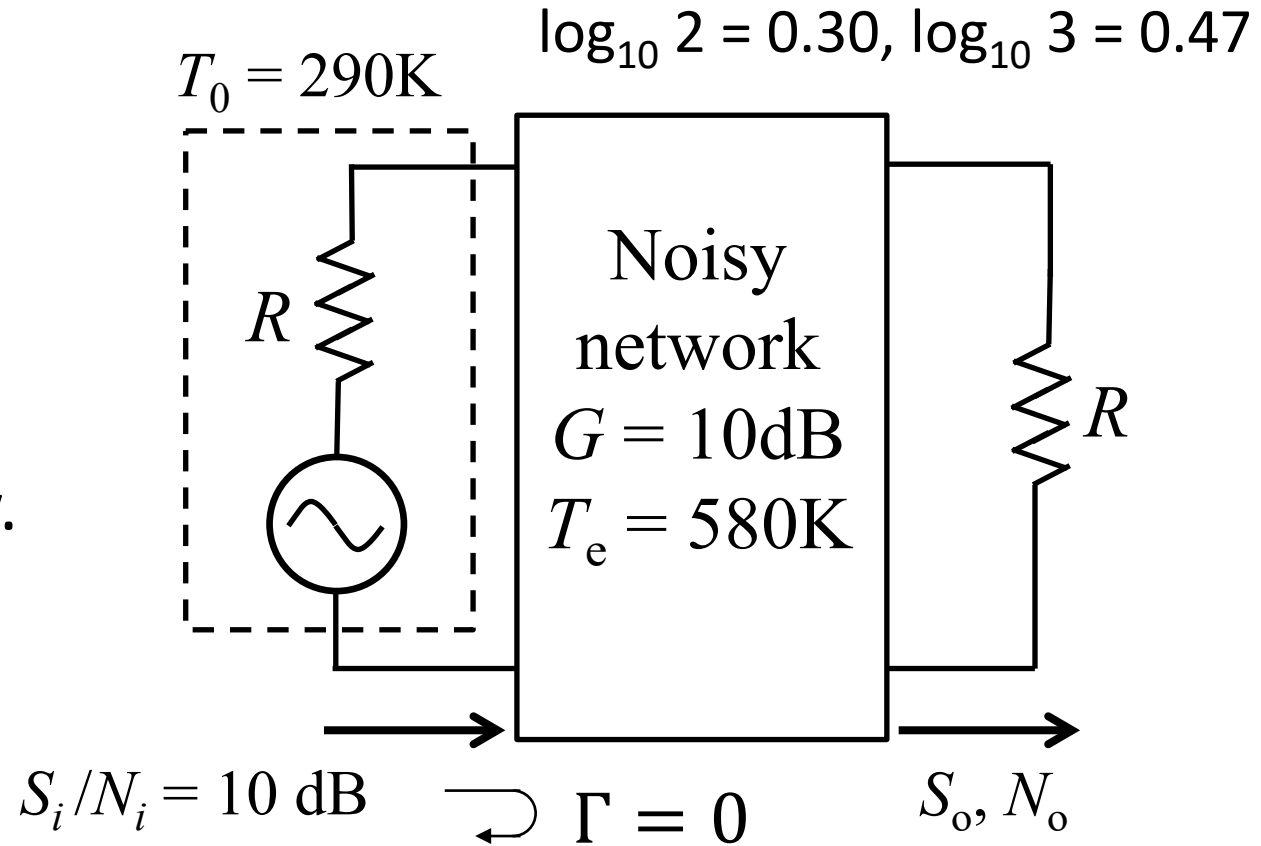 log₁₀ 2 = 0.30, log₁₀ 3 = 0.47
T₀ = 290K
R
Noisy
network
G = 10dB
Tₑ = 580K
R
.
Sᵢ/Nᵢ = 10 dB
Γ = 0
Sₒ, Nₒ